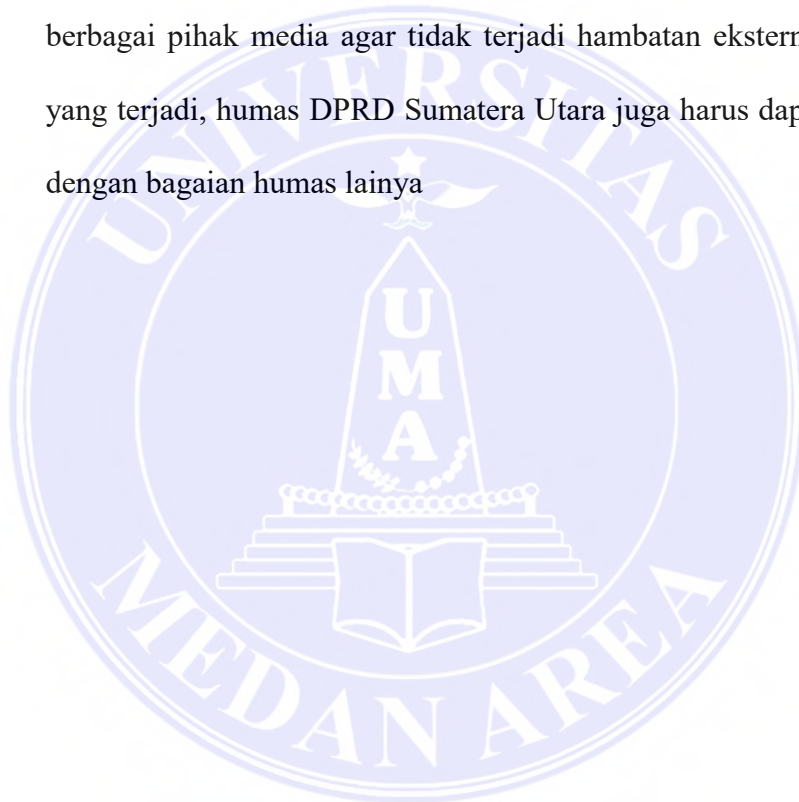 berbagai pihak media agar tidak terjadi hambatan ekstern
yang terjadi, humas DPRD Sumatera Utara juga harus dap
dengan bagaian humas lainya
UNIVERSITAS
UMA
MEDAN AREA